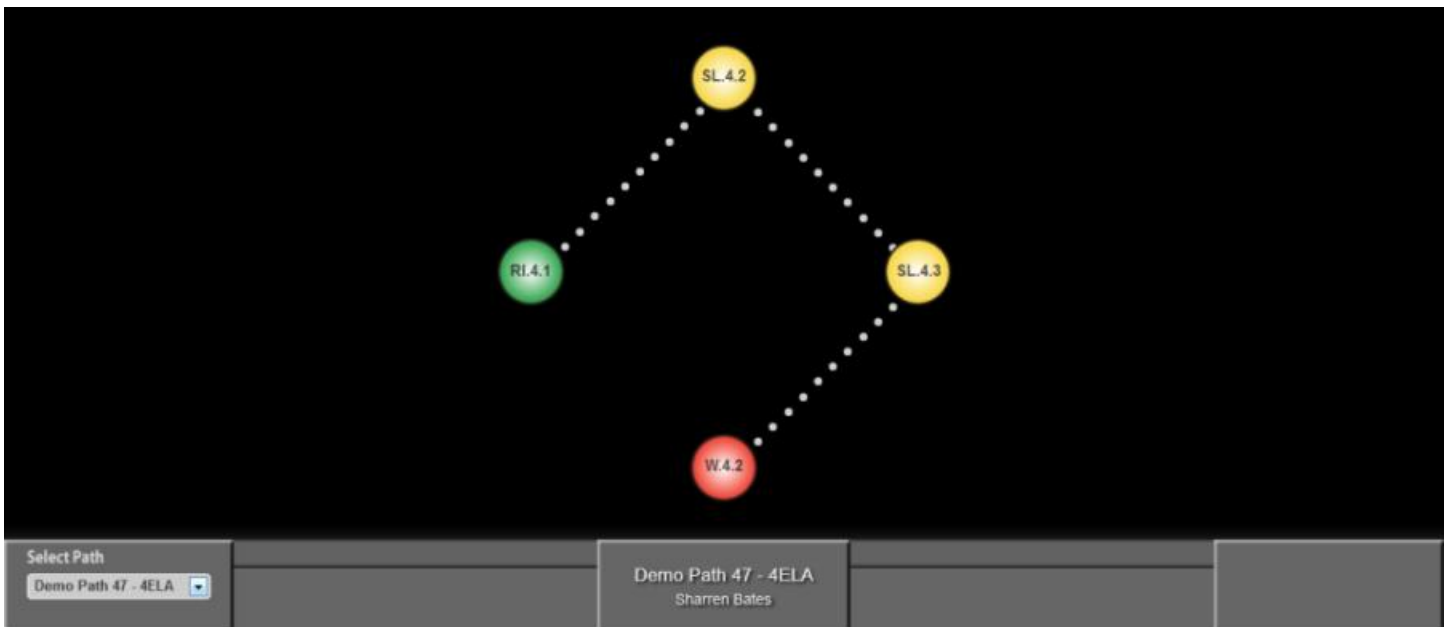 SL.4.2
RI.4.1
SL.4.3
W.4.2
Select Path
Demo Path 47 - 4ELA
Demo Path 47 - 4ELA
Sharren Bates